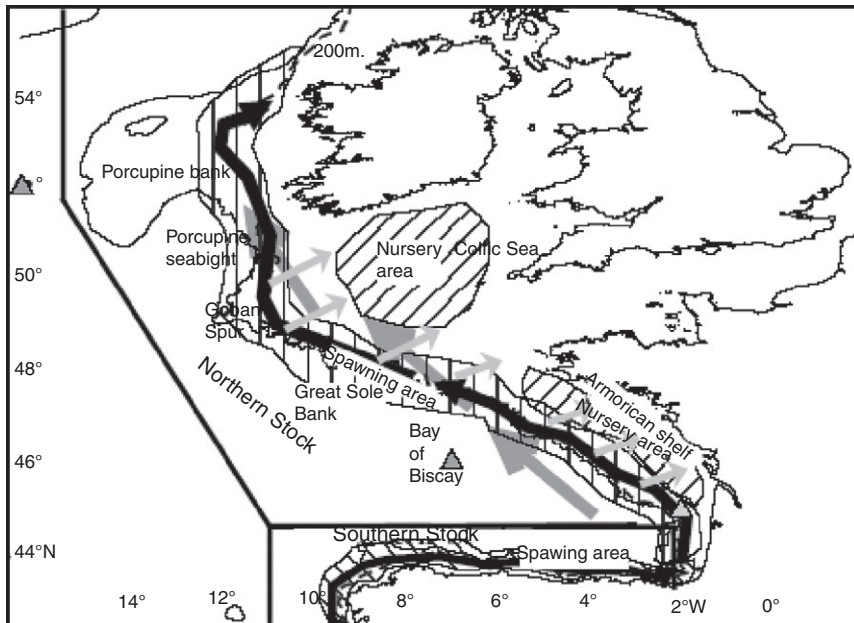 200m.
54°
Porcupine bank
°
Porcupine
seabight
Nursery Coltic Sea
area
50°
Goban
Spur
48°
Spawning area
Great Sole
Bank
Northern Stock
Armorican shelf
Nursery area
Bay
of
Biscay
46°
44°N
Southern Stock
Spawing area
14°
12°
10°
8°
6°
4°
2°W
0°